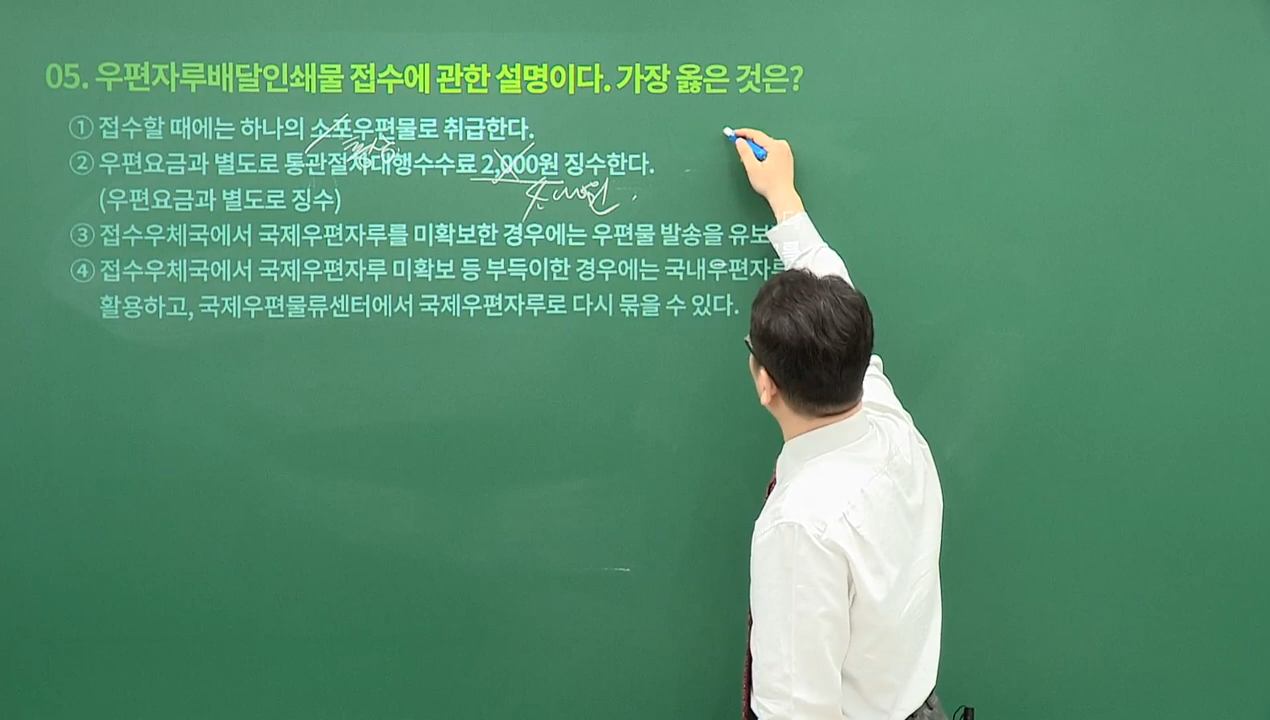 05. 우편자루배달인쇄물 접수에 관한 설명이다. 가장 옳은 것은?
① 접수할 때에는 하나의 소포우편물로 취급한다.
② 우편요금과 별도로 통관절차대행수수료 2,000원 징수한다.
(우편요금과 별도로 징수)
③ 접수우체국에서 국제우편자루를 미확보한 경우에는 우편물 발송을 유보
④ 접수우체국에서 국제우편자루 미확보 등 부득이한 경우에는 국내우편자루
활용하고, 국제우편물류센터에서 국제우편자루로 다시 묶을 수 있다.